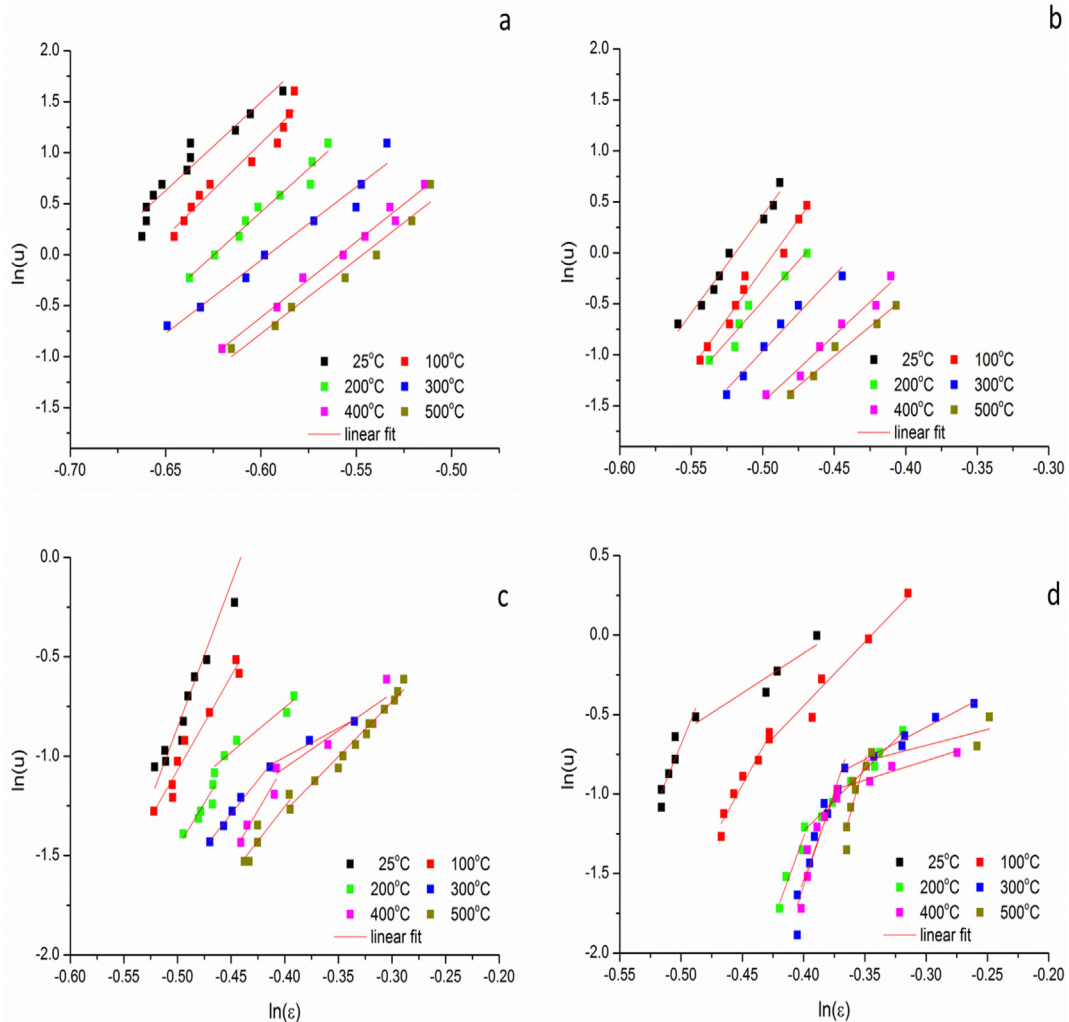 a
2.0
1.5
1.0
0.5
0.0
-0.5
-1.0
-1.5
ln(u)
25°C 100°C
200°C 300°C
400°C 500°C
linear fit
-0.70 -0.65 -0.60 -0.55 -0.50
b
2.0
1.5
1.0
0.5
0.0
-0.5
-1.0
-1.5
ln(u)
25°C 100°C
200°C 300°C
400°C 500°C
linear fit
-0.60 -0.55 -0.50 -0.45 -0.40 -0.35 -0.30
c
0.0
-0.5
-1.0
-1.5
-2.0
ln(u)
25°C 100°C
200°C 300°C
400°C 500°C
linear fit
-0.60 -0.55 -0.50 -0.45 -0.40 -0.35 -0.30 -0.25 -0.20
ln(ε)
d
0.5
0.0
-0.5
-1.0
-1.5
-2.0
ln(u)
25°C 100°C
200°C 300°C
400°C 500°C
linear fit
-0.55 -0.50 -0.45 -0.40 -0.35 -0.30 -0.25 -0.20
ln(ε)